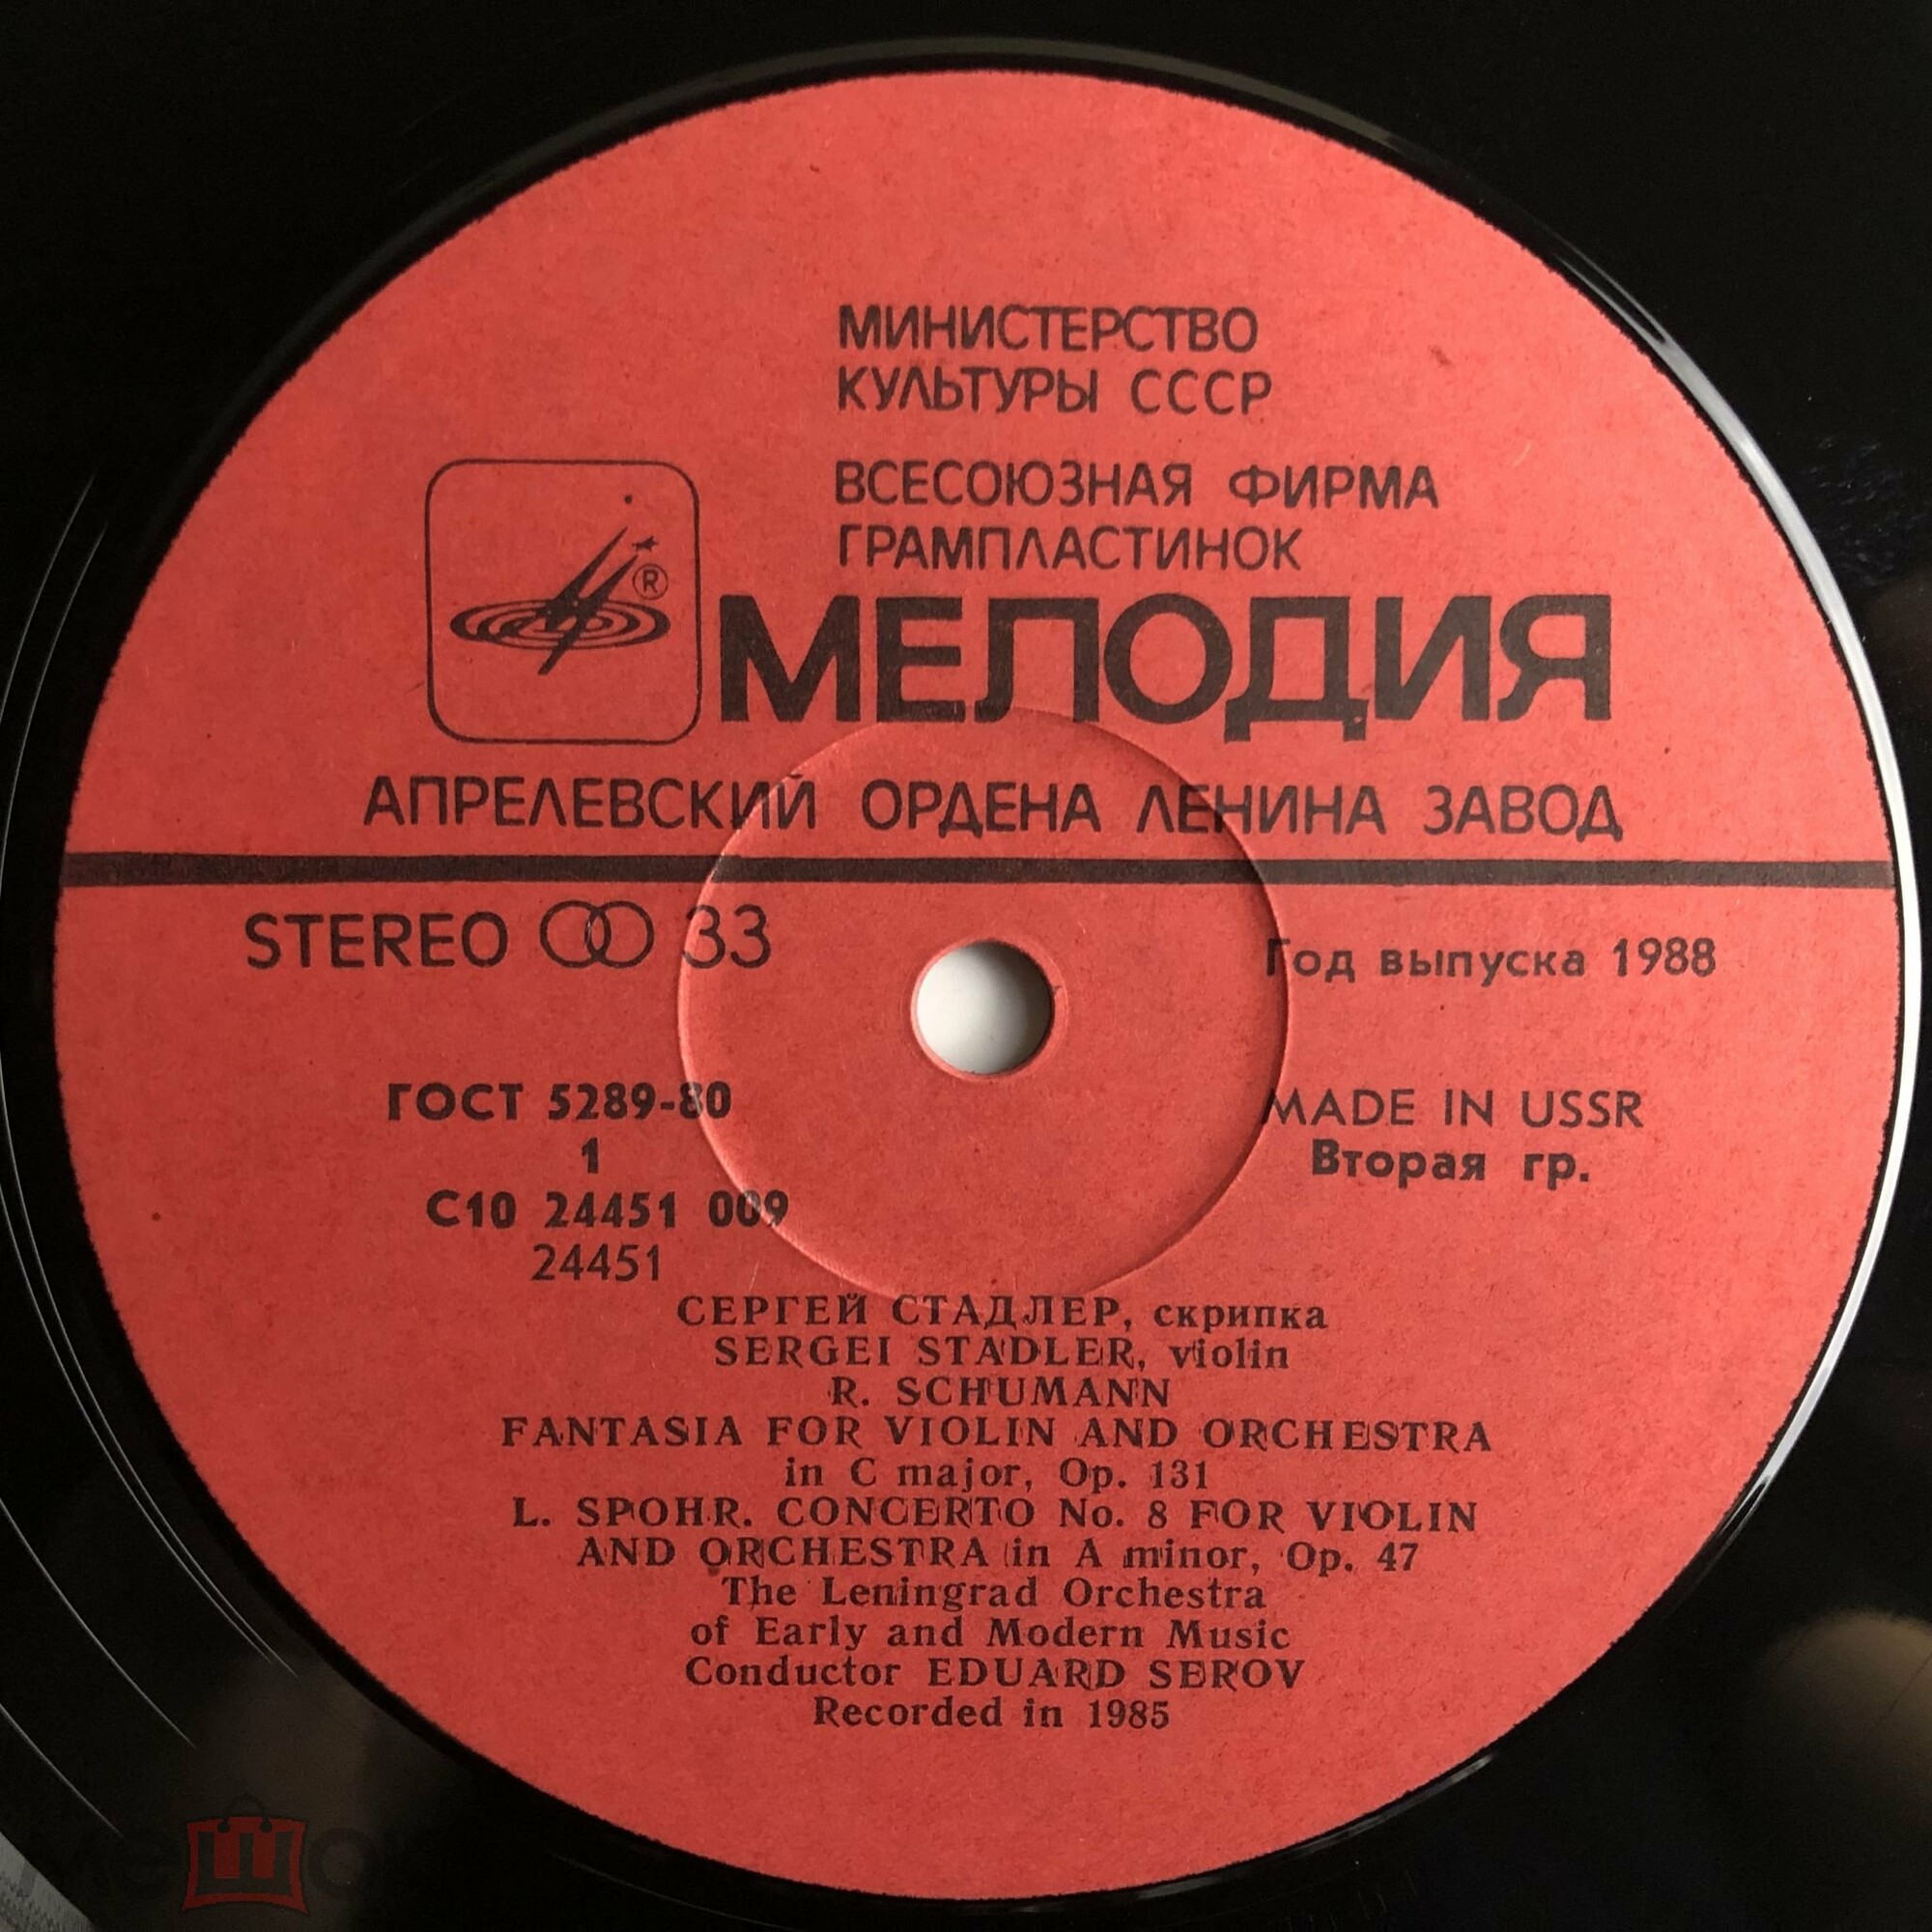 МИНИСТЕРСТВО
КУЛЬТУРЫ СССР
ВСЕСОЮЗНАЯ ФИРМА
ГРАМПЛАСТИНОК
®
МЕЛОДИЯ
АПРЕЛЕВСКИЙ ОРДЕНА ЛЕНИНА ЗАВОД
STEREO 33
Год выпуска 1988
ГОСТ 5289-80
MADE IN USSR
1
Вторая гр.
С10 24451 009
24451
СЕРГЕЙ СТАДЛЕР, скрипка
SERGEI STADLER, violin
R. SCHUMANN
FANTASIA FOR VIOLIN AND ORCHESTRA
in C major, Op. 131
L. SPOHR. CONCERTO No. 8 FOR VIOLIN
AND ORCHESTRA in A minor, Op. 47
The Leningrad Orchestra
of Early and Modern Music
Conductor EDUARD SEROV
Recorded in 1985